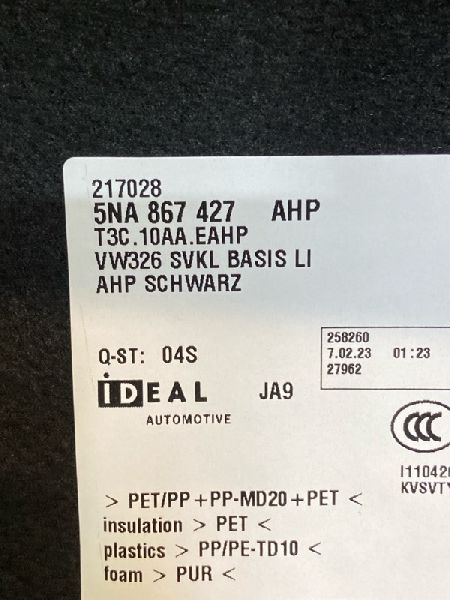 217028
5NA 867 427 AHP
T3C.10AA.EAHP
VW326 SVKL BASIS LI
AHP SCHWARZ
258260
7.02.23 01:23
27962
Q-ST: 04S
iDEAL JA9
AUTOMOTIVE
CCC
> PET/PP+PP-MD20+PET <
insulation > PET <
plastics > PP/PE-TD10 <
foam > PUR <